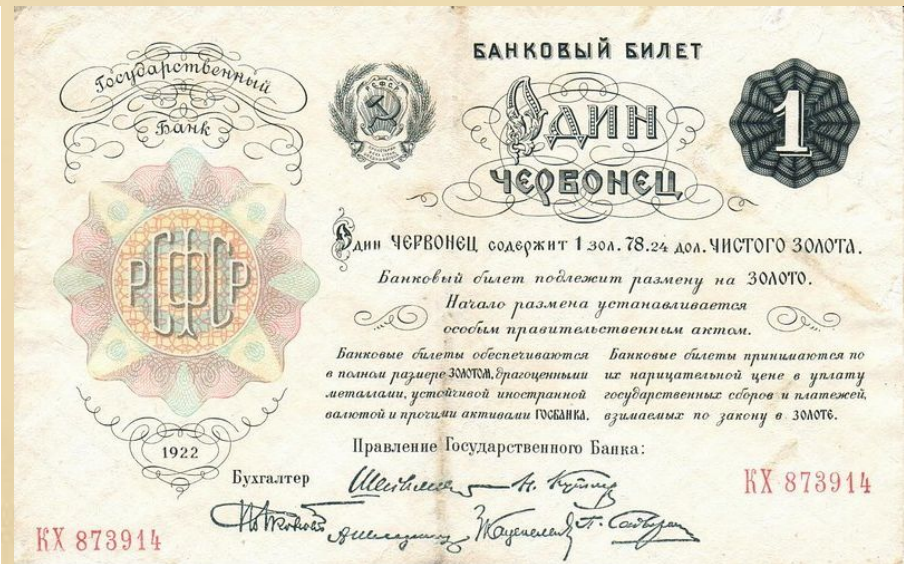 Государственный
Банк
РСФСР
1922
КХ 873914
РСФСР
БАНКОВЫЙ БИЛЕТ
ОДИН
ЧЕРВОНЕЦ
1
Один ЧЕРВОНЕЦ содержит 1 зол. 78.24 дол. ЧИСТОГО ЗОЛОТА.
Банковый билет подлежит размену на ЗОЛОТО.
Начало размена устанавливается
особым правительственным актом.
Банковые билеты обеспечиваются
в полном размере ЗОЛОТОМ, драгоценными
металлами, устойчивой иностранной
валютой и прочими активами ГОСБАНКА.
Банковые билеты принимаются по
их нарицательной цене в уплату
государственных сборов и платежей,
взимаемых по закону в ЗОЛОТЕ.
Правление Государственного Банка:
Бухгалтер
КХ 873914